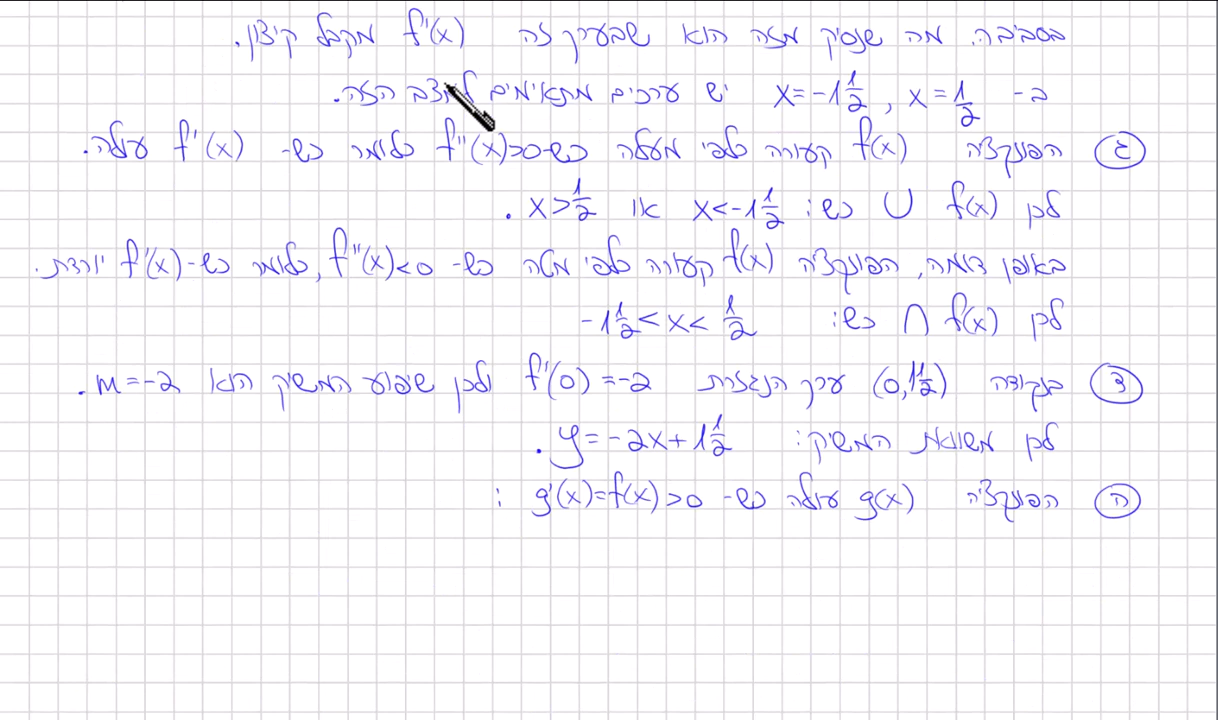 בסביבה. מה שנסיק מזה הוא שבערך זה f'(x) מקבל קיצון.
ב- x=-1½ , x=½ יש ערכים מתאימים למצב הזה.
ג הפונקציה f(x) קעורה כלפי מעלה כש-f''(x)>0 כלומר כש- f'(x) עולה.
לכן f(x) ∪ כש: x<-1½ או x>½ .
באופן דומה, הפונקציה f(x) קעורה כלפי מטה כש- f''(x)<0, כלומר כש-f'(x) יורדת.
לכן f(x) ∩ כש: -1½<x<½
ד בנקודה (0,1½) ערך הנגזרת f'(0)=-2 ולכן שיפוע המשיק הוא m=-2.
לכן משוואת המשיק: y=-2x+1½ .
ה הפונקציה g(x) עולה כש- g'(x)=f(x)>0 :